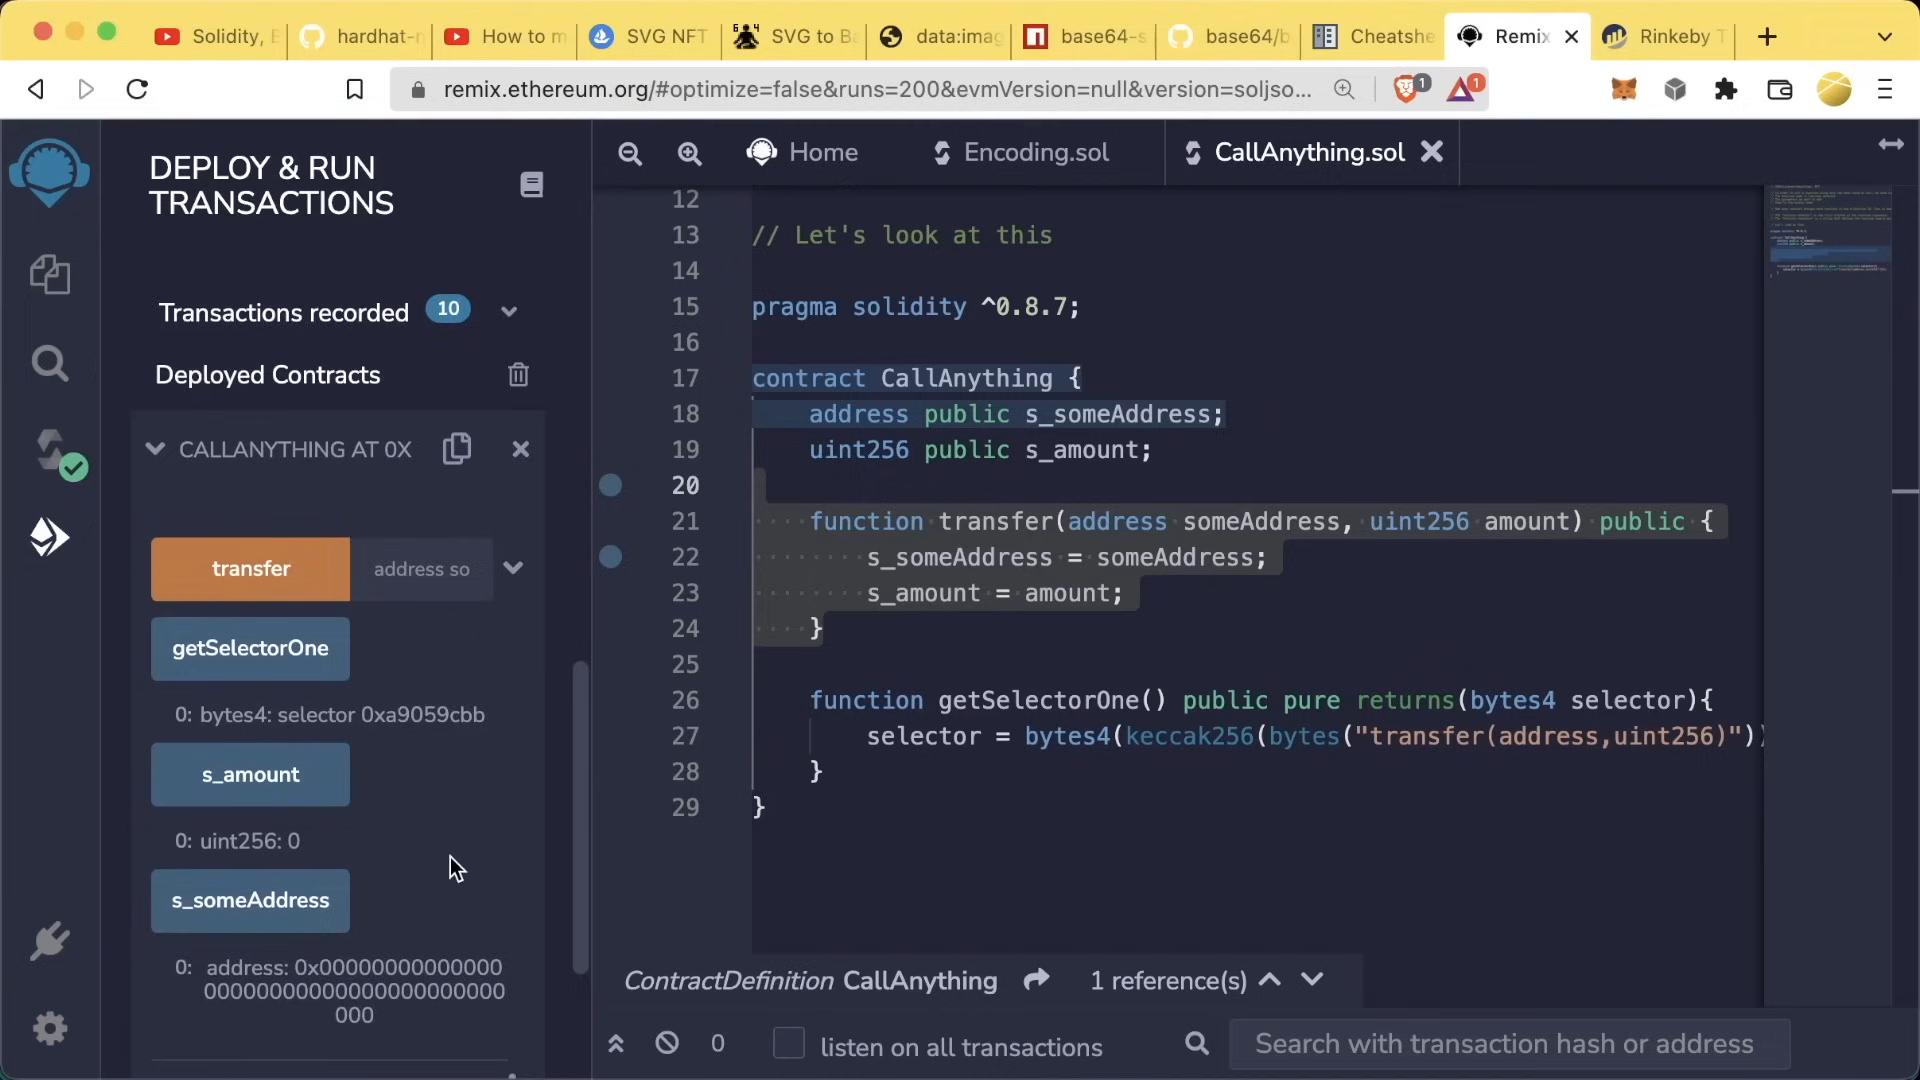 Solidity,
hardhat-
How to m
SVG NFT
SVG to Ba
data:imag
base64-s
base64/b
Cheatshe
Remix
Rinkeby T
remix.ethereum.org/#optimize=false&runs=200&evmVersion=null&version=soljso...
1
1
DEPLOY & RUN
TRANSACTIONS
Transactions recorded 10
Deployed Contracts
CALLANYTHING AT 0X
transfer address so
getSelectorOne
0: bytes4: selector 0xa9059cbb
s_amount
0: uint256: 0
s_someAddress
0: address: 0x00000000000000
00000000000000000000000
000
Home
Encoding.sol
CallAnything.sol
12
13 // Let's look at this
14
15 pragma solidity ^0.8.7;
16
17 contract CallAnything {
18 address public s_someAddress;
19 uint256 public s_amount;
20
21 function transfer(address someAddress, uint256 amount) public {
22 s_someAddress = someAddress;
23 s_amount = amount;
24 }
25
26 function getSelectorOne() public pure returns(bytes4 selector){
27 selector = bytes4(keccak256(bytes("transfer(address,uint256)"))
28 }
29 }
ContractDefinition CallAnything 1 reference(s)
0 listen on all transactions Search with transaction hash or address